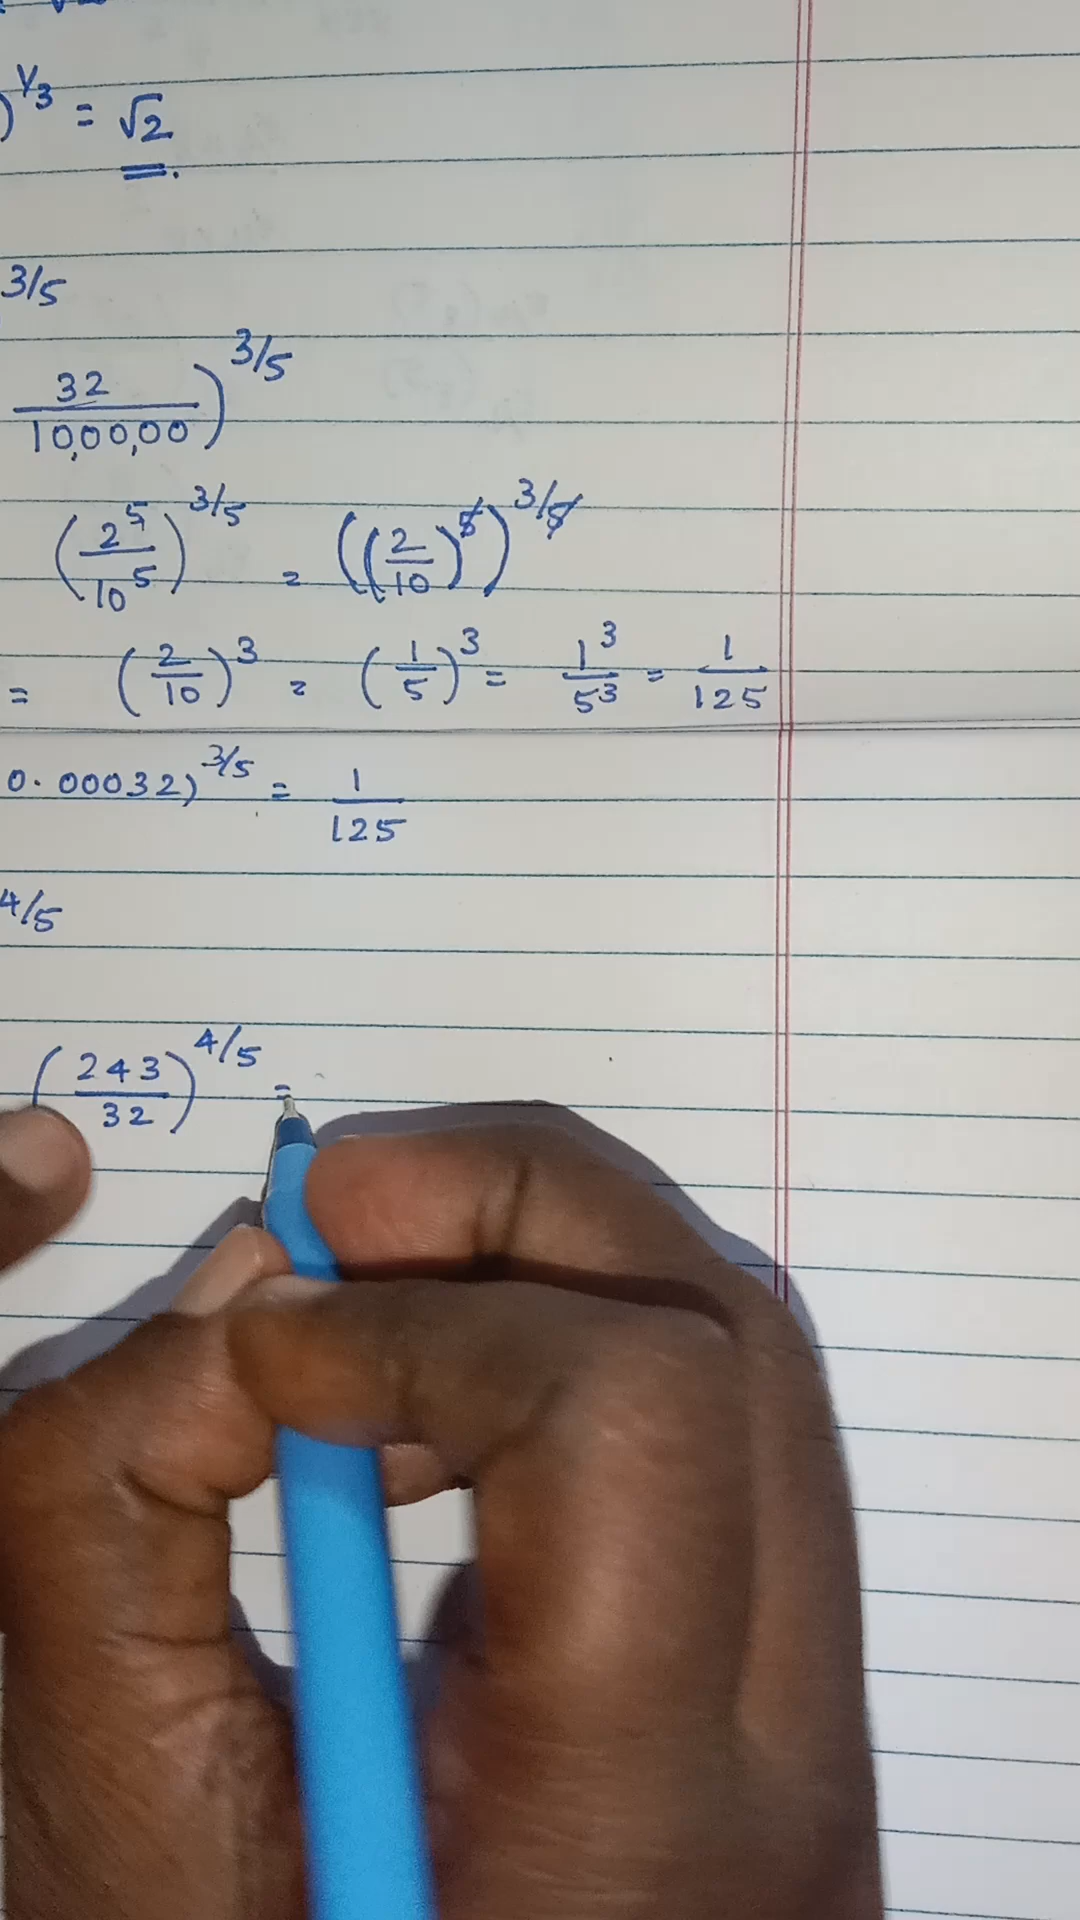 )^{1/3} = √2
3/5
32/10,00,00)^{3/5}
(2^5/10^5)^{3/5} = ((2/10)^5)^{3/5}
= (2/10)^3 = (1/5)^3 = 1^3/5^3 = 1/125
0.00032)^{3/5} = 1/125
4/5
(243/32)^{4/5} =